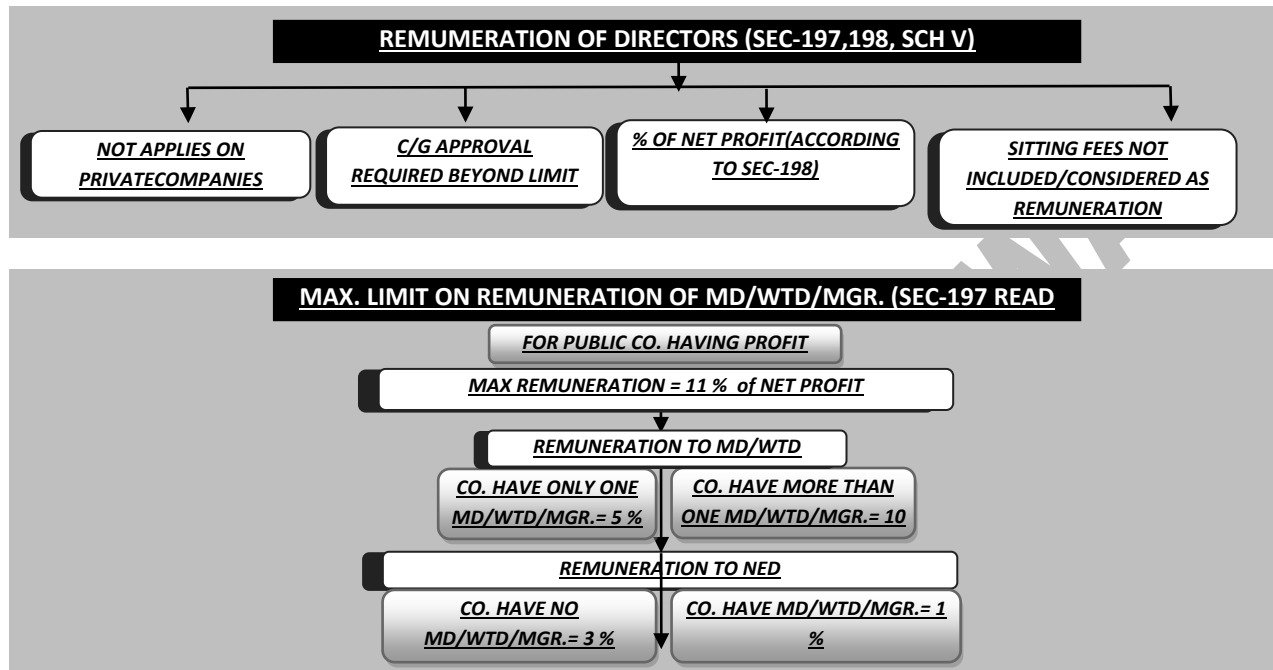 REMUMERATION OF DIRECTORS (SEC-197,198, SCH V)
NOT APPLIES ON
PRIVATECOMPANIES
C/G APPROVAL
REQUIRED BEYOND LIMIT
% OF NET PROFIT(ACCORDING
TO SEC-198)
SITTING FEES NOT
INCLUDED/CONSIDERED AS
REMUNERATION
MAX. LIMIT ON REMUNERATION OF MD/WTD/MGR. (SEC-197 READ
FOR PUBLIC CO. HAVING PROFIT
MAX REMUNERATION = 11 % of NET PROFIT
REMUNERATION TO MD/WTD
CO. HAVE ONLY ONE
MD/WTD/MGR.= 5 %
CO. HAVE MORE THAN
ONE MD/WTD/MGR.= 10
REMUNERATION TO NED
CO. HAVE NO
MD/WTD/MGR.= 3 %
CO. HAVE MD/WTD/MGR.= 1
%